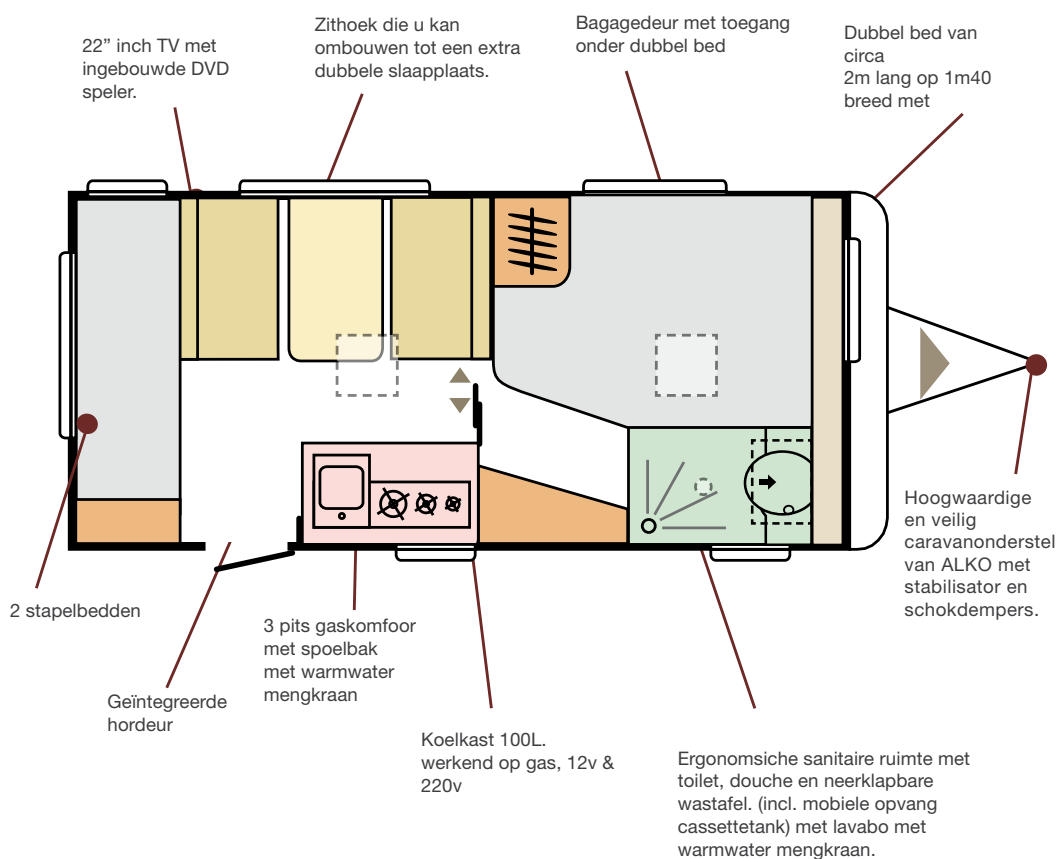 22” inch TV met
ingebouwde DVD
speler.
Zithoek die u kan
ombouwen tot een extra
dubbele slaapplaats.
Bagagedeur met toegang
onder dubbel bed
Dubbel bed van
circa
2m lang op 1m40
breed met
2 stapelbedden
Geïntegreerde
hordeur
3 pits gaskomfoor
met spoelbak
met warmwater
mengkraan
Koelkast 100L.
werkend op gas, 12v &
220v
Ergonomsiche sanitaire ruimte met
toilet, douche en neerklapbare
wastafel. (incl. mobiele opvang
cassettetank) met lavabo met
warmwater mengkraan.
Hoogwaardige
en veilig
caravanonderstel
van ALKO met
stabilisator en
schokdempers.